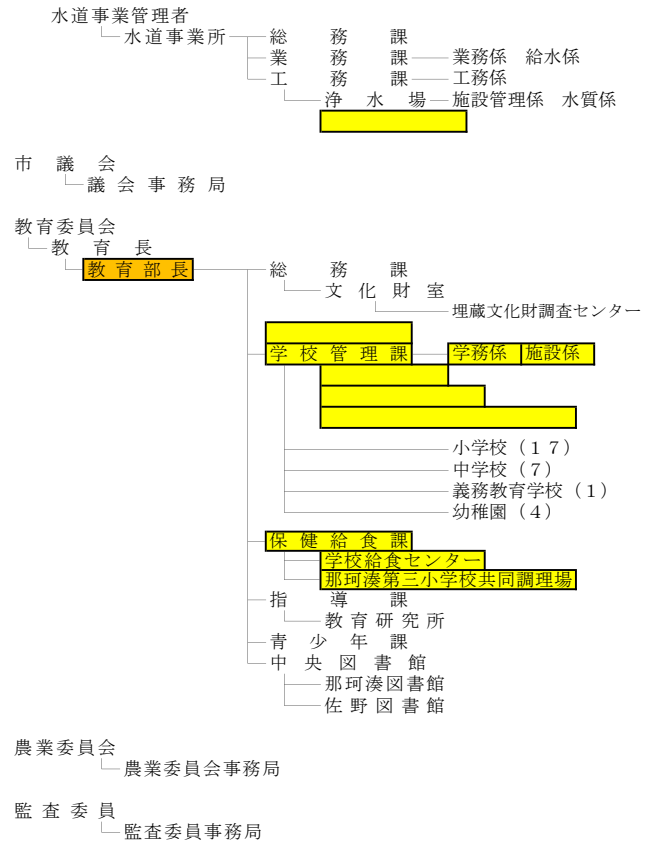 水道事業管理者
水道事業所 総務課
業務課 業務係 給水係
工務課 工務係
浄水場 施設管理係 水質係
市議会
議会事務局
教育委員会
教育長
教育部長 総務課
文化財室
埋蔵文化財調査センター
学校管理課 学務係 施設係
小学校（１７）
中学校（７）
義務教育学校（１）
幼稚園（４）
保健給食課
学校給食センター
那珂湊第三小学校共同調理場
指導課
教育研究所
青少年課
中央図書館
那珂湊図書館
佐野図書館
農業委員会
農業委員会事務局
監査委員
監査委員事務局